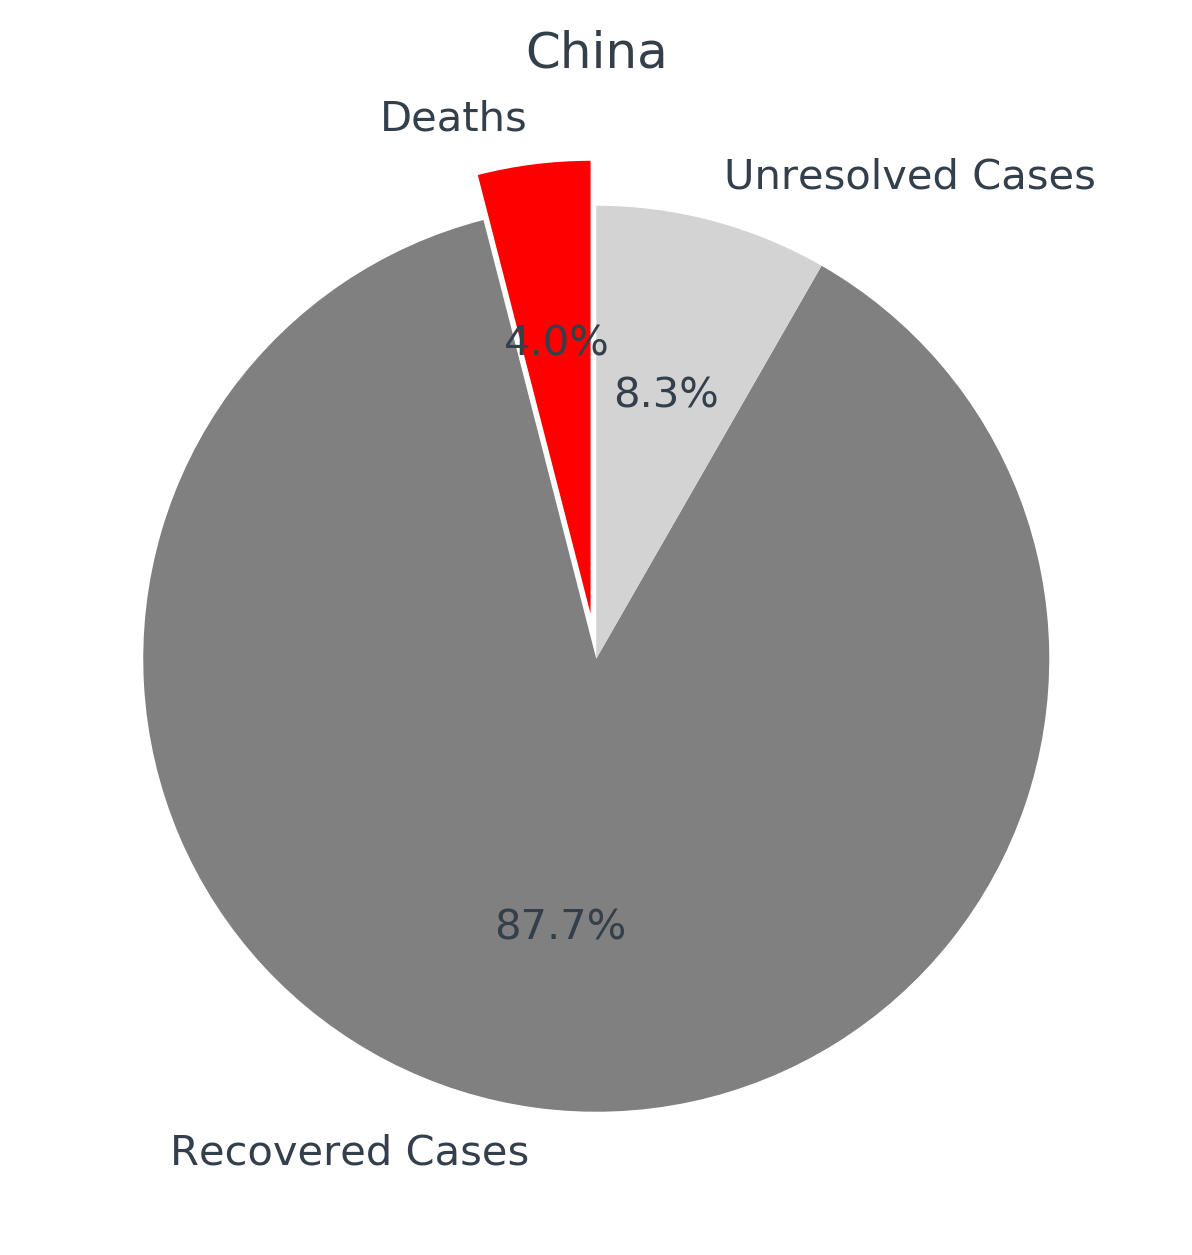 China
Deaths
Unresolved Cases
4.0%
8.3%
87.7%
Recovered Cases